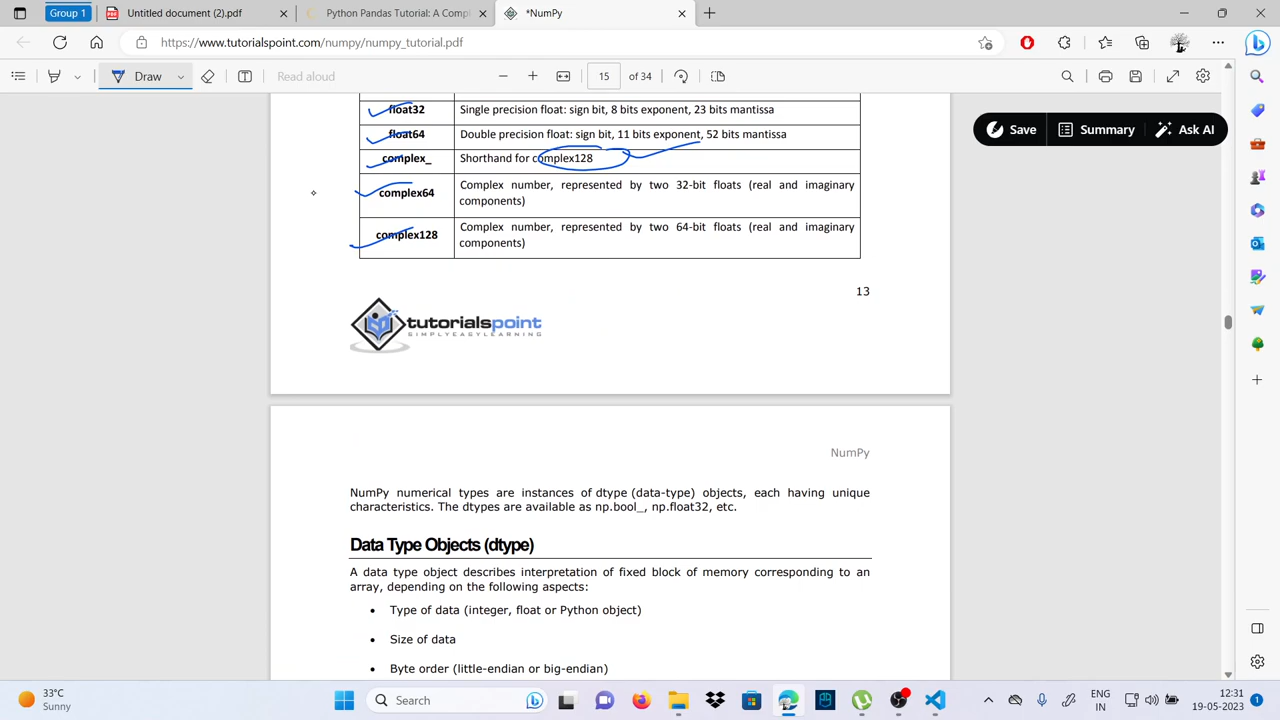 Group 1
Untitled document (2).pdf
Python Pandas Tutorial: A Comp
*NumPy
https://www.tutorialspoint.com/numpy/numpy_tutorial.pdf
Draw
Read aloud
15 of 34
Save
Summary
Ask AI
float32 Single precision float: sign bit, 8 bits exponent, 23 bits mantissa
float64 Double precision float: sign bit, 11 bits exponent, 52 bits mantissa
complex_ Shorthand for complex128
complex64 Complex number, represented by two 32-bit floats (real and imaginary
components)
complex128 Complex number, represented by two 64-bit floats (real and imaginary
components)
13
tutorialspoint
SIMPLYEASYLEARNING
NumPy
NumPy numerical types are instances of dtype (data-type) objects, each having unique
characteristics. The dtypes are available as np.bool_, np.float32, etc.
Data Type Objects (dtype)
A data type object describes interpretation of fixed block of memory corresponding to an
array, depending on the following aspects:
• Type of data (integer, float or Python object)
• Size of data
• Byte order (little-endian or big-endian)
33°C
Sunny
Search
ENG
IN
12:31
19-05-2023